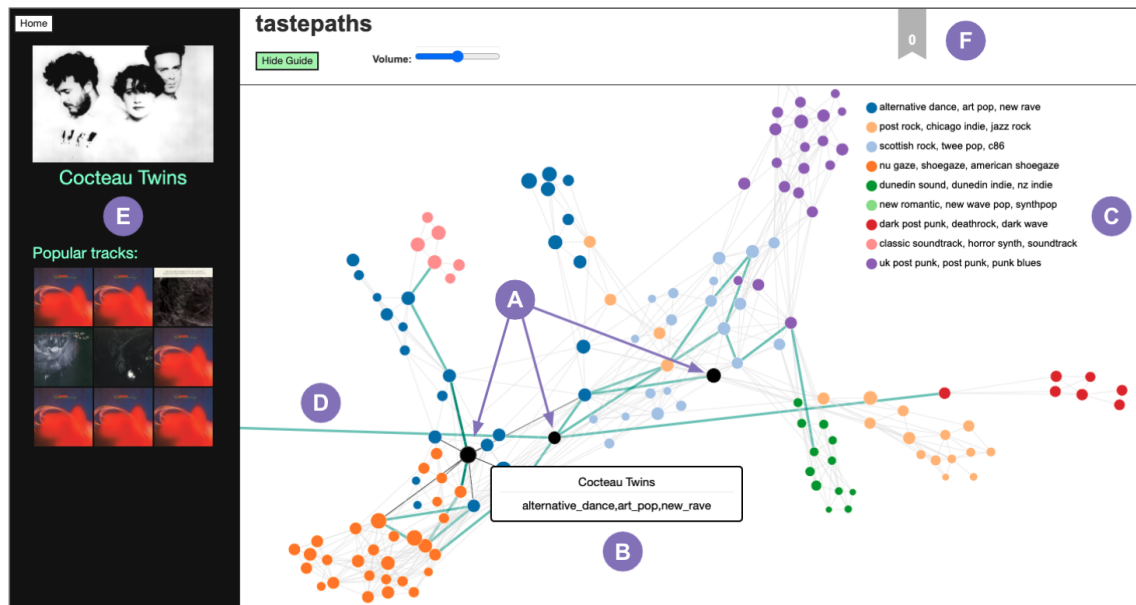 Home
tastepaths
Hide Guide
Volume:
0
F
Cocteau Twins
E
Popular tracks:
A
alternative dance, art pop, new rave
post rock, chicago indie, jazz rock
scottish rock, twee pop, c86
nu gaze, shoegaze, american shoegaze
dunedin sound, dunedin indie, nz indie
new romantic, new wave pop, synthpop
dark post punk, deathrock, dark wave
classic soundtrack, horror synth, soundtrack
uk post punk, post punk, punk blues
C
D
Cocteau Twins
alternative_dance,art_pop,new_rave
B